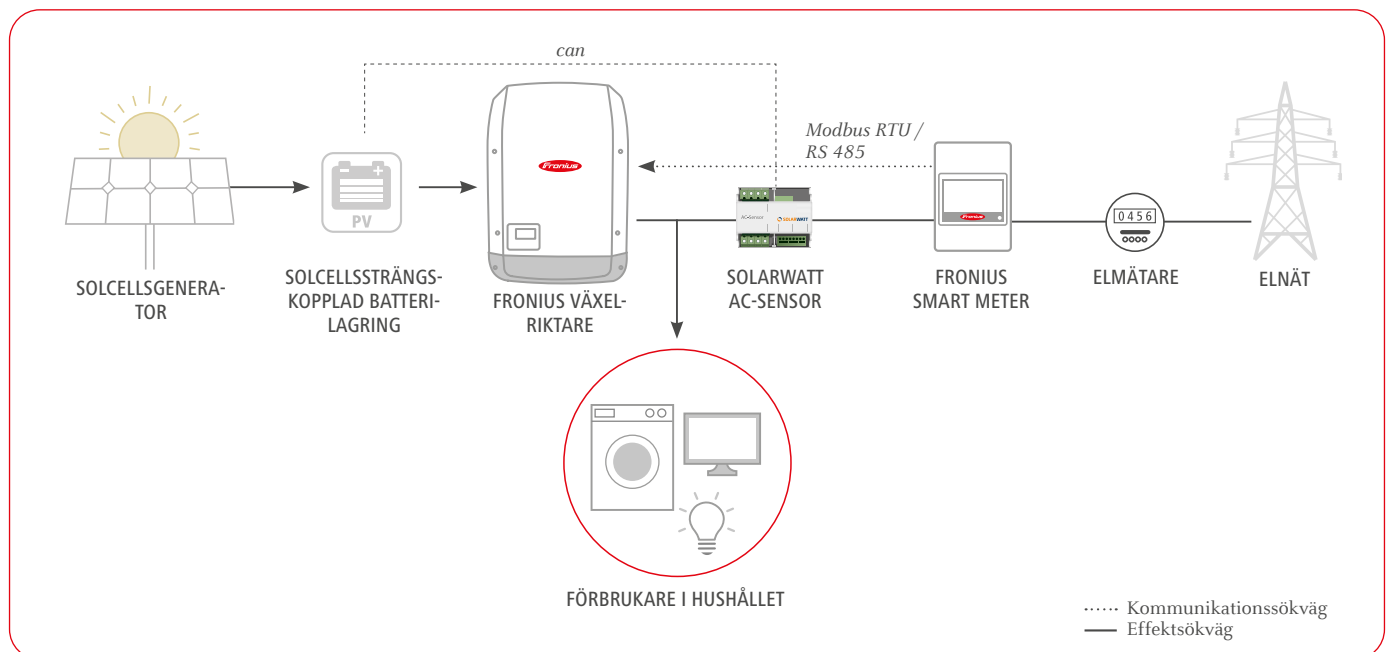 can
Modbus RTU /
RS 485
Fronius
PV
AC-Sensor
SOLARWATT
Fronius
0456
SOLCELLSGENERA-
TOR
SOLCELLSSTRÄNGS-
KOPPLAD BATTERI-
LAGRING
FRONIUS VÄXEL-
RIKTARE
SOLARWATT
AC-SENSOR
FRONIUS
SMART METER
ELMÄTARE
ELNÄT
FÖRBRUKARE I HUSHÅLLET
Kommunikationssökväg
Effektsökväg